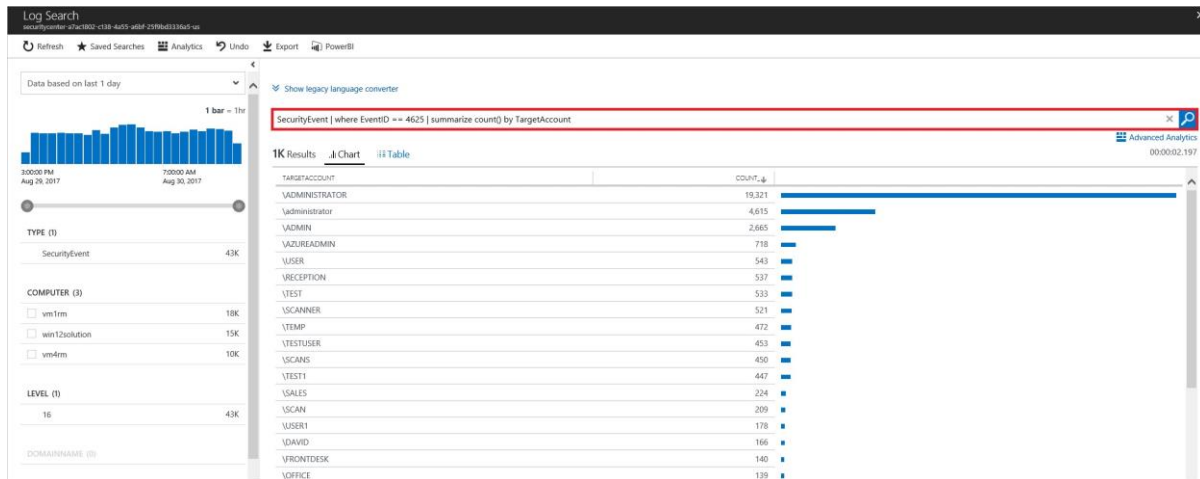 Log Search
securitycenter-a7ac1802-c138-4a55-a6bf-25f9bd3336a5-us
Refresh Saved Searches Analytics Undo Export PowerBI
Data based on last 1 day
1 bar = 1hr
3:00:00 PM
Aug 29, 2017
7:00:00 AM
Aug 30, 2017
TYPE (1)
SecurityEvent 43K
COMPUTER (3)
vm1rm 18K
win12solution 15K
vm4rm 10K
LEVEL (1)
16 43K
DOMAINNAME (0)
Show legacy language converter
SecurityEvent | where EventID == 4625 | summarize count() by TargetAccount
Advanced Analytics
1K Results Chart Table 00:00:02.197
TARGETACCOUNT COUNT_
\ADMINISTRATOR 19,321
\administrator 4,615
\ADMIN 2,665
\AZUREADMIN 718
\USER 543
\RECEPTION 537
\TEST 533
\SCANNER 521
\TEMP 472
\TESTUSER 453
\SCANS 450
\TEST1 447
\SALES 224
\SCAN 209
\USER1 178
\DAVID 166
\FRONTDESK 140
\OFFICE 139